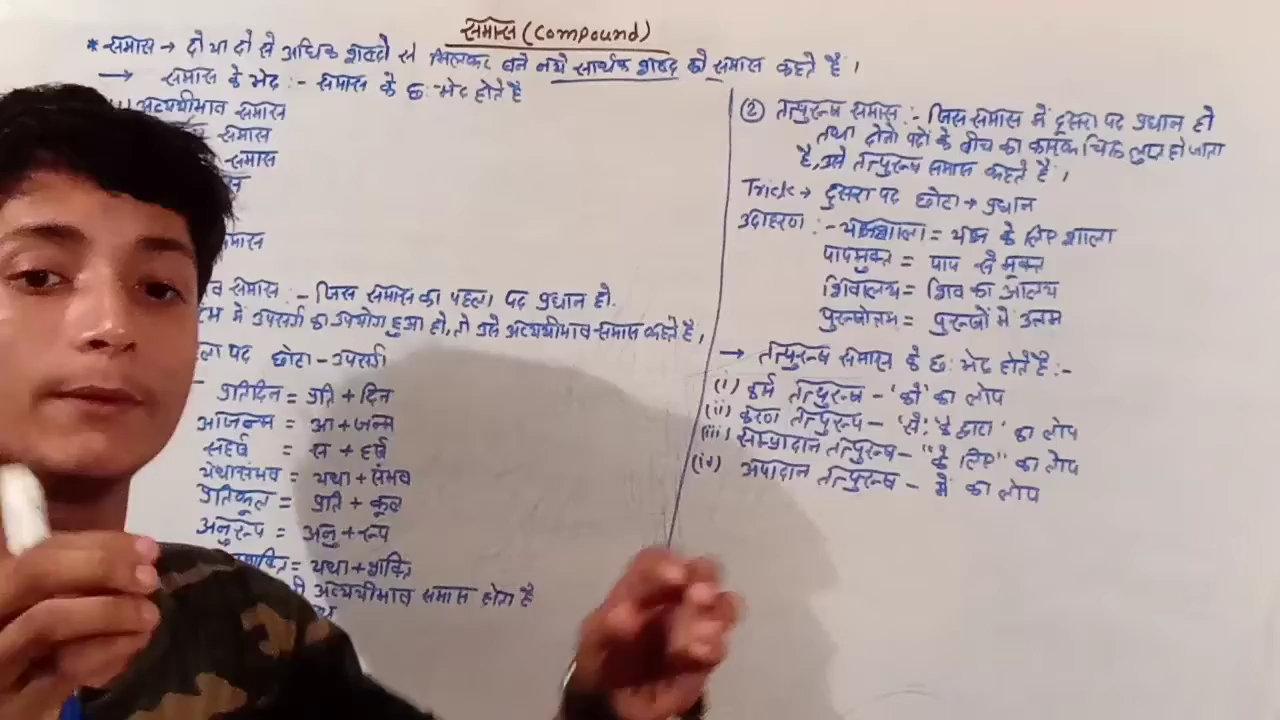 समास (Compound)
* समास → दो या दो से अधिक शब्दो से मिलकर बने नये सार्थक शब्द को समास कहते है।
→ समास के भेद :- समास के छः भेद होते है
अव्ययीभाव समास
समास
-समास
समास
व समास :- जिस समास का पहला पद प्रधान हो.
में उपसर्ग का उपयोग हुआ हो, तो उसे अव्ययीभाव समास कहते है,
पद छोटा - उपसर्ग
प्रतिदिन = प्रति + दिन
आजन्म = आ + जन्म
सहर्ष = स + हर्ष
यथासंभव = यथा + संभव
प्रतिकूल = प्रति + कूल
अनुरूप = अनु + रूप
= यथा + शक्ति
अव्ययीभाव समास होता है
② तत्पुरूष समास :- जिस समास में दूसरा पद प्रधान हो
तथा दोनो पदों के बीच का कारक चिह्न लुप्त हो जाता
है, उसे तत्पुरूष समास कहते है।
Trick → दुसरा पद छोटा → प्रधान
उदाहरण :- = के लिए शाला
पापमुक्त = पाप से मुक्त
शिवालय = शिव का आलय
पुरूषोत्तम = पुरूषों में उत्तम
→ तत्पुरूष समास के छः भेद होते है :-
(i) कर्म तत्पुरूष - 'को' का लोप
(ii) करण तत्पुरूष - 'से', 'के द्वारा' का लोप
(iii) सम्प्रादान तत्पुरूष - "के लिए" का लोप
(iv) अपादान तत्पुरूष - में का लोप